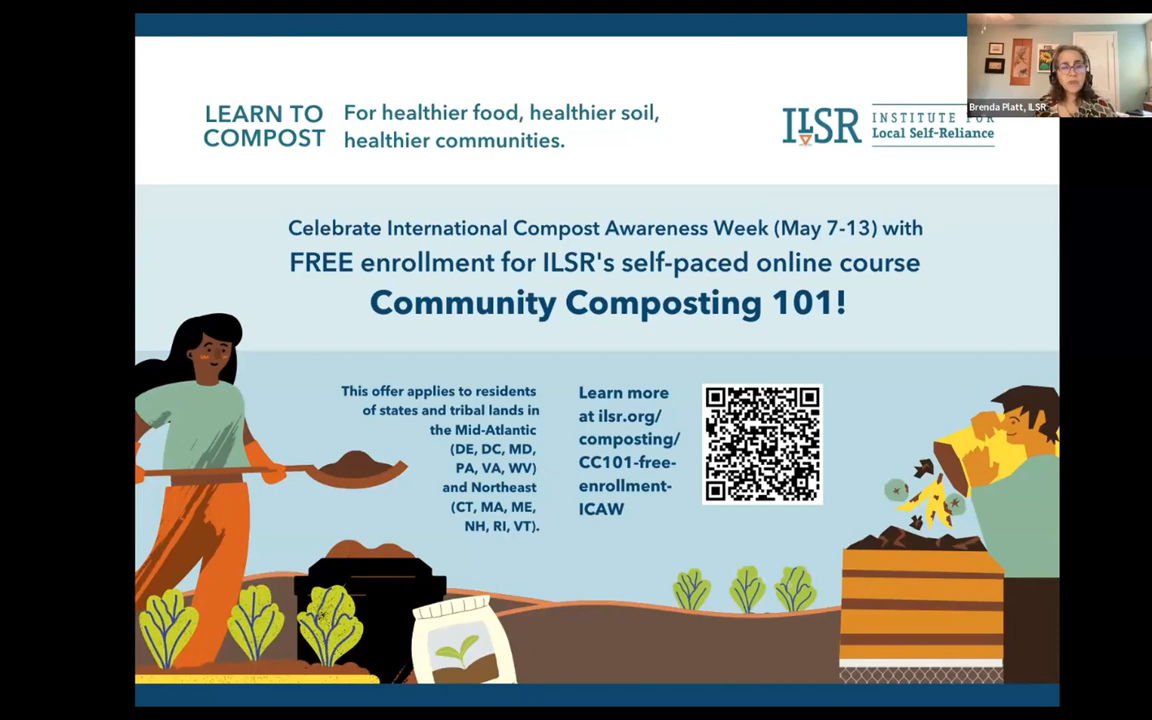 LEARN TO
COMPOST
For healthier food, healthier soil,
healthier communities.
ILSR
INSTITUTE FOR
Local Self-Reliance
Brenda Platt, ILSR
Celebrate International Compost Awareness Week (May 7-13) with
FREE enrollment for ILSR's self-paced online course
Community Composting 101!
This offer applies to residents
of states and tribal lands in
the Mid-Atlantic
(DE, DC, MD,
PA, VA, WV)
and Northeast
(CT, MA, ME,
NH, RI, VT).
Learn more
at ilsr.org/
composting/
CC101-free-
enrollment-
ICAW